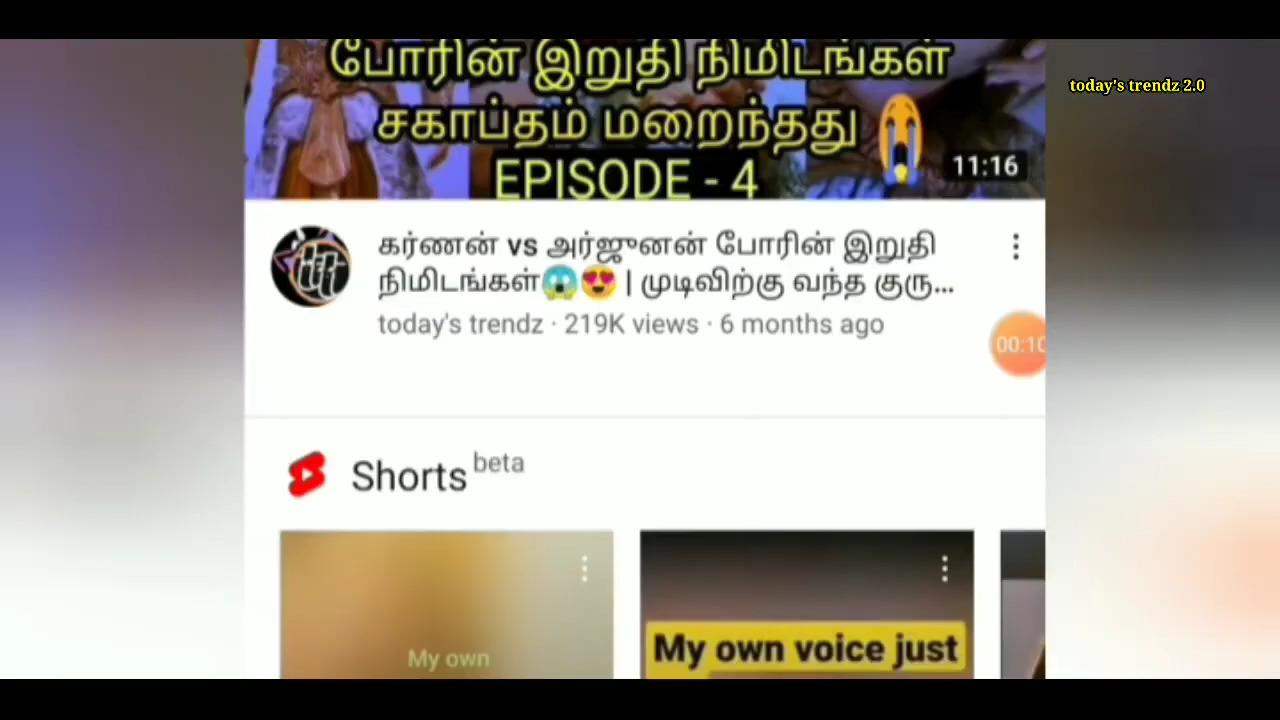 today's trendz 2.0
போரின் இறுதி நிமிடங்கள்
சகாப்தம் மறைந்தது 😭
EPISODE - 4
11:16
கர்ணன் vs அர்ஜுனன் போரின் இறுதி
நிமிடங்கள்😱😍 | முடிவிற்கு வந்த குரு...
today's trendz · 219K views · 6 months ago
00:10
Shorts beta
My own
My own voice just